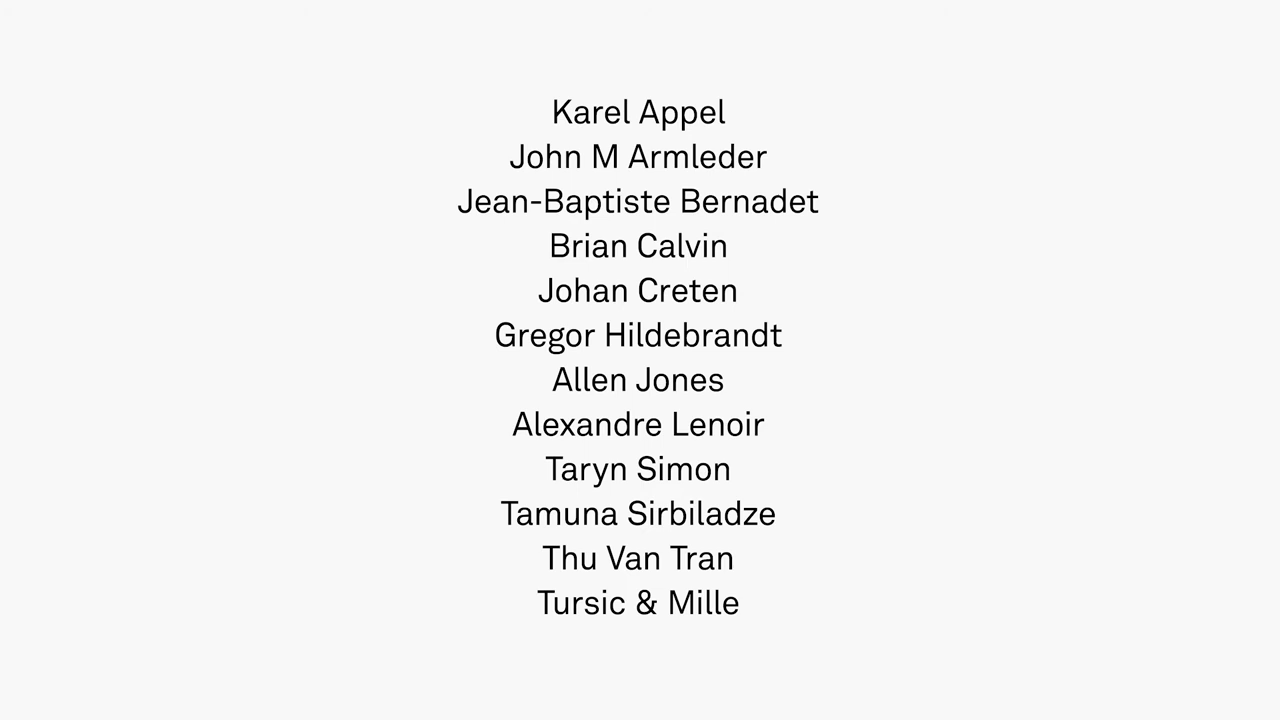 Karel Appel
John M Armleder
Jean-Baptiste Bernadet
Brian Calvin
Johan Creten
Gregor Hildebrandt
Allen Jones
Alexandre Lenoir
Taryn Simon
Tamuna Sirbiladze
Thu Van Tran
Tursic & Mille